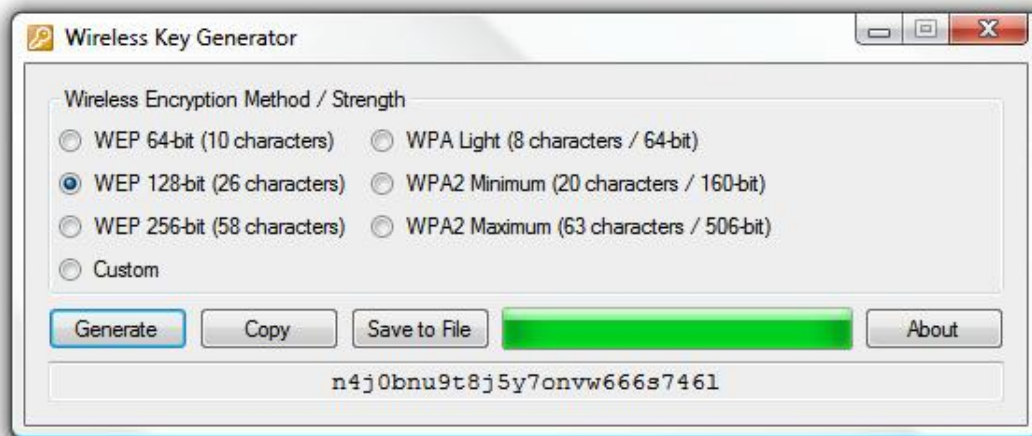 Wireless Key Generator
Wireless Encryption Method / Strength
WEP 64-bit (10 characters) WPA Light (8 characters / 64-bit)
WEP 128-bit (26 characters) WPA2 Minimum (20 characters / 160-bit)
WEP 256-bit (58 characters) WPA2 Maximum (63 characters / 506-bit)
Custom
Generate Copy Save to File About
n4j0bnu9t8j5y7onvw666s746l